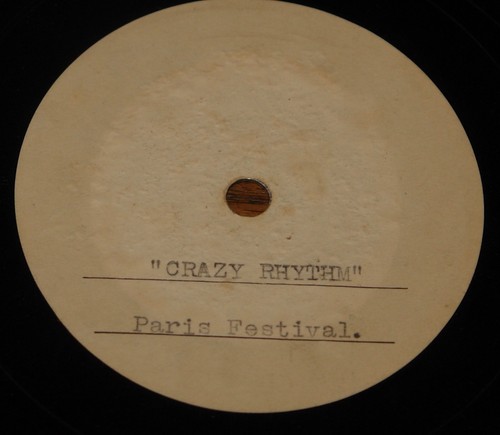 "CRAZY RHYTHM"
Paris Festival.